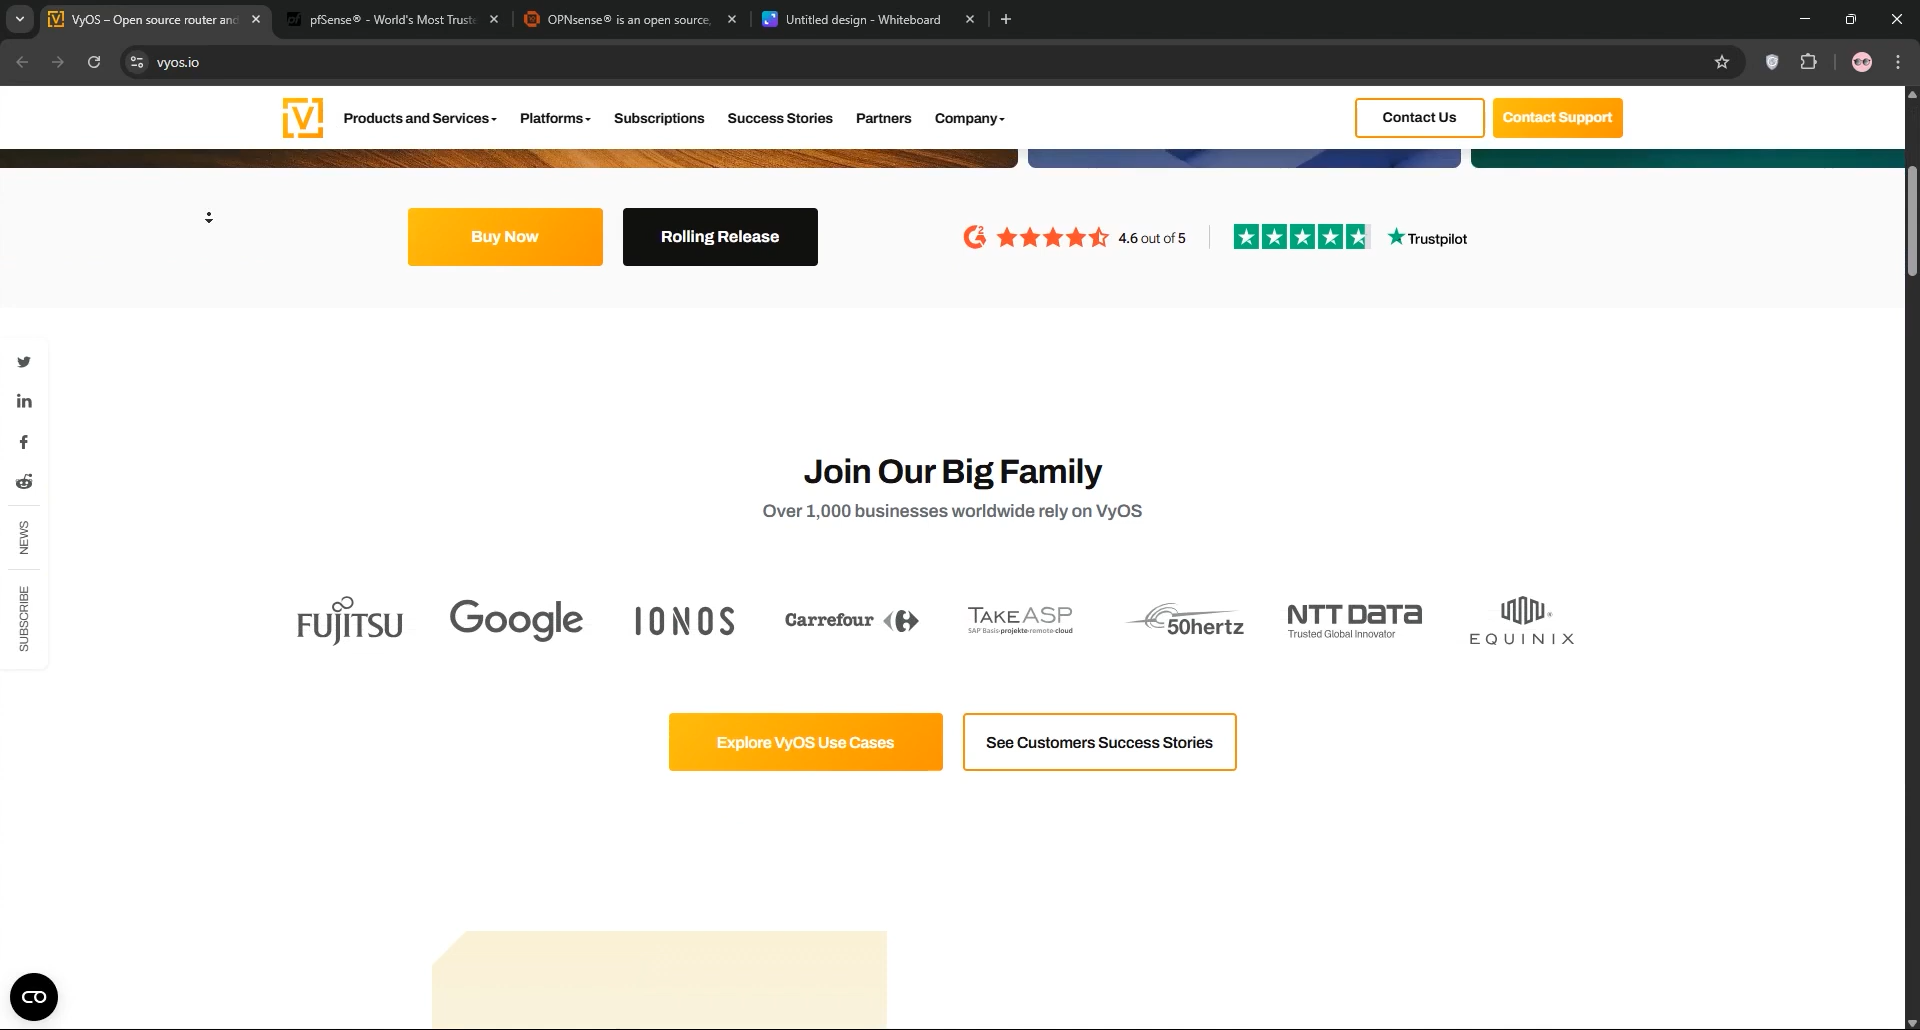 VyOS – Open source router and
pfSense® - World's Most Truste
OPNsense® is an open source,
Untitled design - Whiteboard
vyos.io
Products and Services
Platforms
Subscriptions
Success Stories
Partners
Company
Contact Us
Contact Support
Buy Now
Rolling Release
4.6 out of 5
Trustpilot
NEWS
SUBSCRIBE
Join Our Big Family
Over 1,000 businesses worldwide rely on VyOS
FUJITSU
Google
IONOS
Carrefour
TAKEASP
SAP Basis-projekte-remote-cloud
50hertz
NTT DATA
Trusted Global Innovator
EQUINIX
Explore VyOS Use Cases
See Customers Success Stories